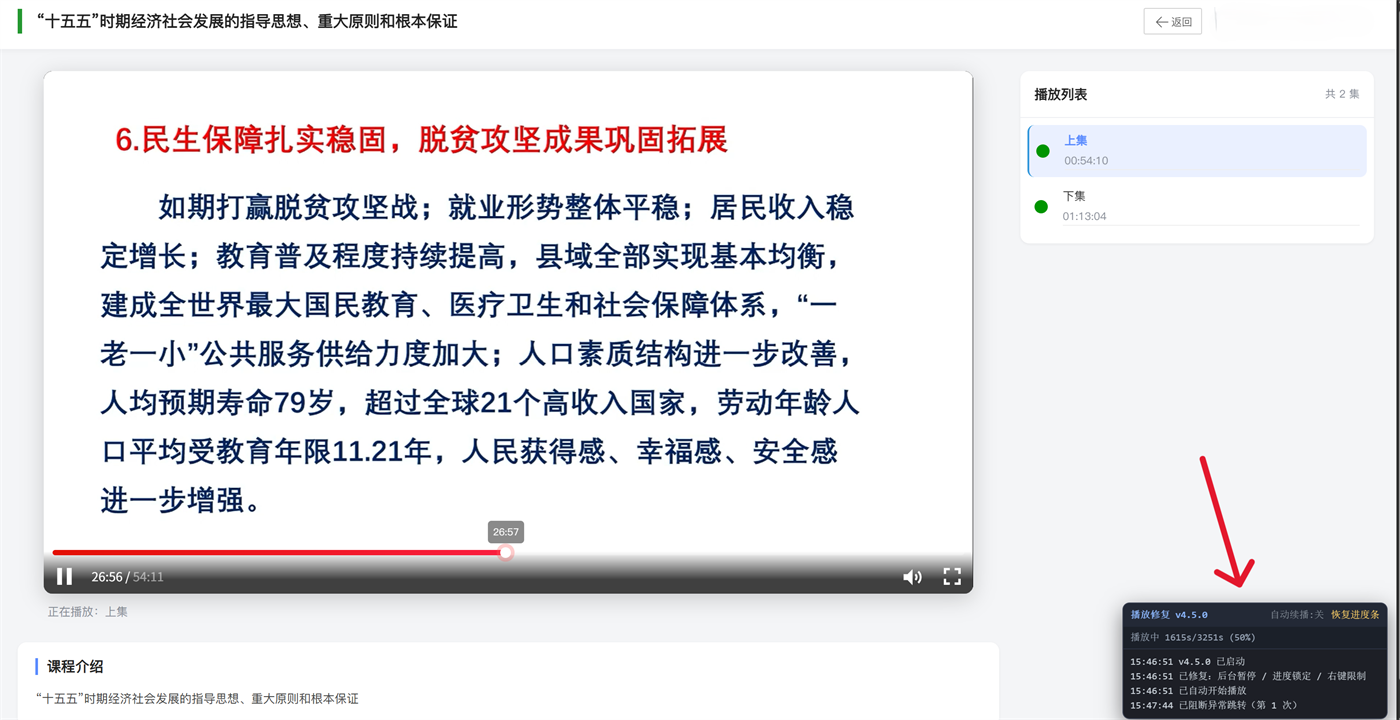 “十五五”时期经济社会发展的指导思想、重大原则和根本保证
返回
6.民生保障扎实稳固，脱贫攻坚成果巩固拓展
如期打赢脱贫攻坚战；就业形势整体平稳；居民收入稳
定增长；教育普及程度持续提高，县域全部实现基本均衡，
建成全世界最大国民教育、医疗卫生和社会保障体系，“一
老一小”公共服务供给力度加大；人口素质结构进一步改善，
人均预期寿命79岁，超过全球21个高收入国家，劳动年龄人
口平均受教育年限11.21年，人民获得感、幸福感、安全感
进一步增强。
26:57
26:56 / 54:11
正在播放：上集
课程介绍
“十五五”时期经济社会发展的指导思想、重大原则和根本保证
播放列表
共 2 集
上集
00:54:10
下集
01:13:04
播放修复 v4.5.0 自动续播:关 恢复进度条
播放中 1615s/3251s (50%)
15:46:51 v4.5.0 已启动
15:46:51 已修复: 后台暂停 / 进度锁定 / 右键限制
15:46:51 已自动开始播放
15:47:44 已阻断异常跳转（第 1 次）